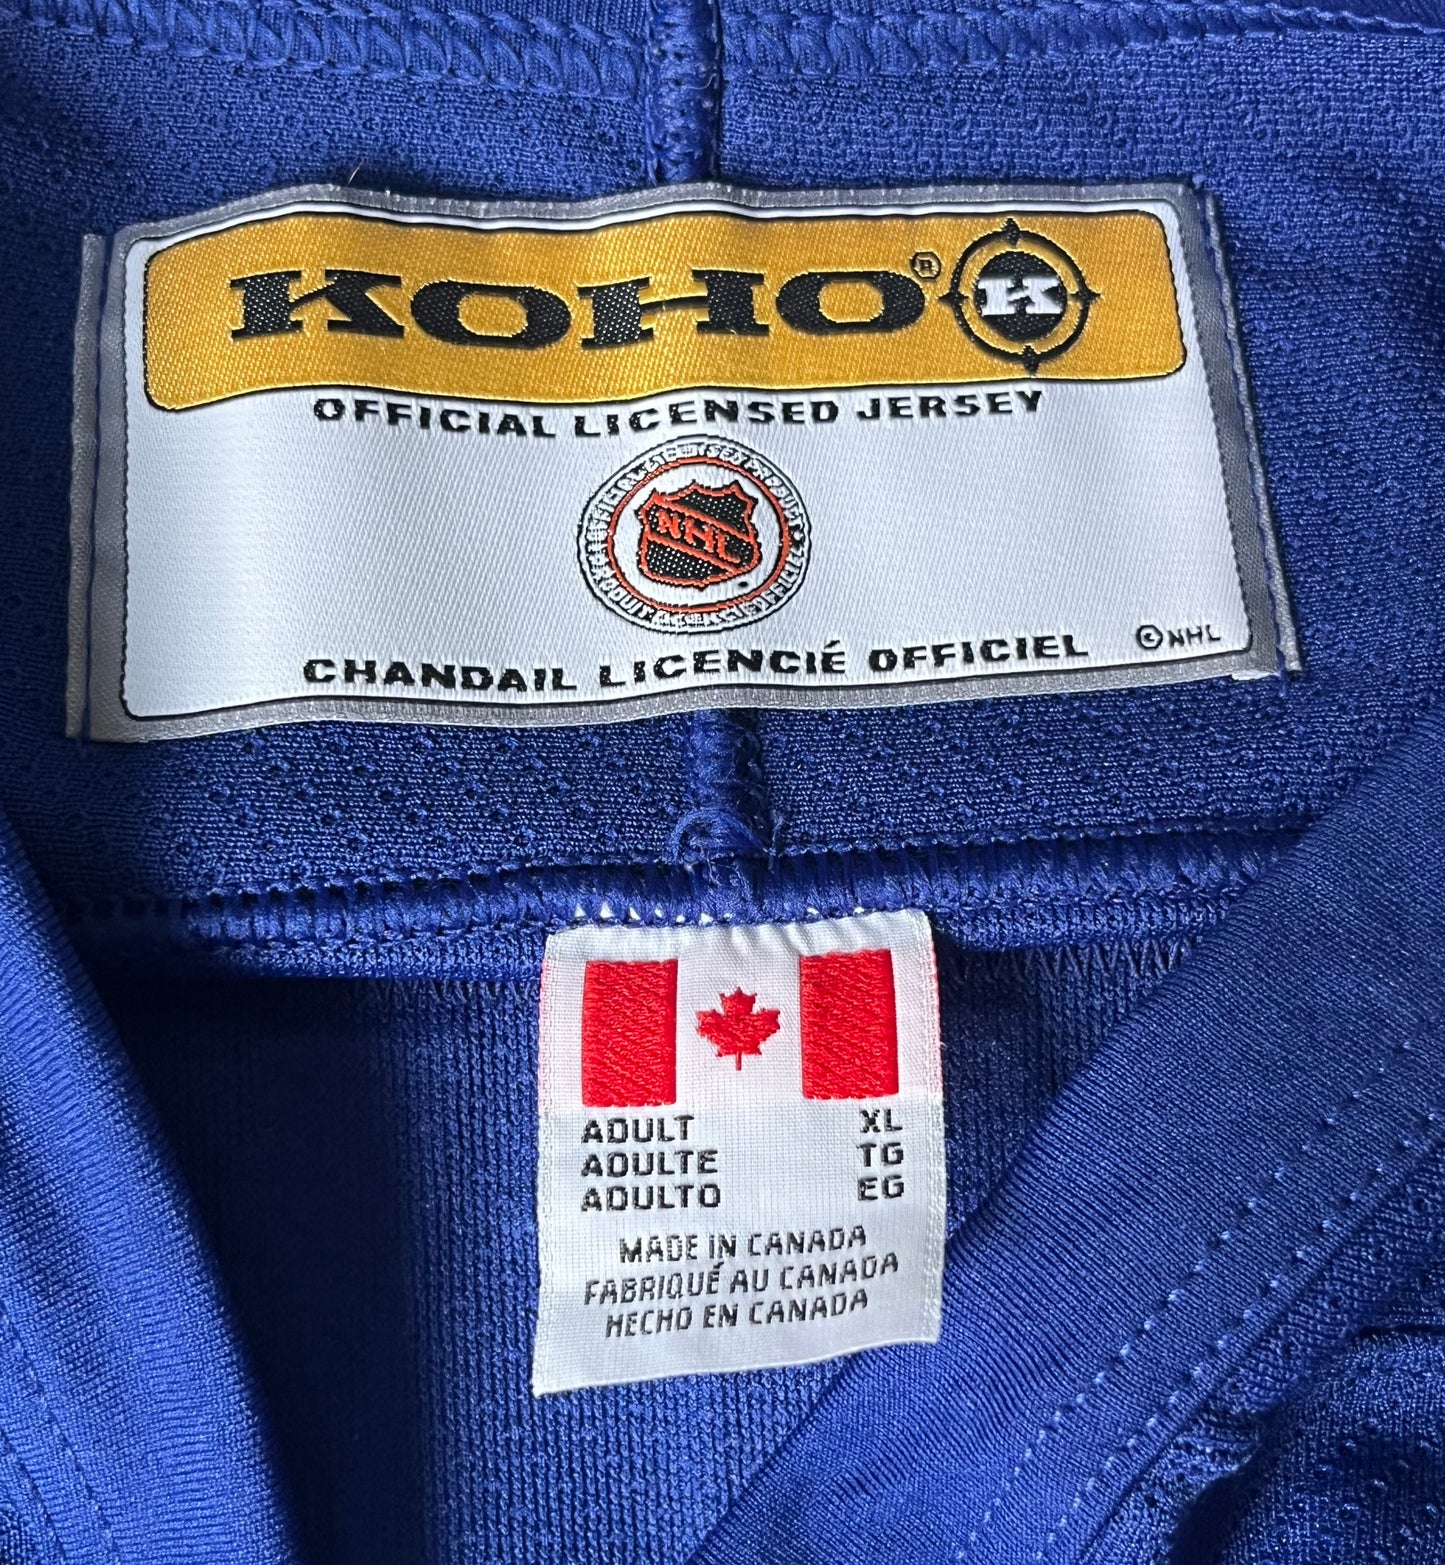 KOHO®
K
OFFICIAL LICENSED JERSEY
NHL
CHANDAIL LICENCIÉ OFFICIEL
© NHL
ADULT XL
ADULTE TG
ADULTO EG
MADE IN CANADA
FABRIQUÉ AU CANADA
HECHO EN CANADA